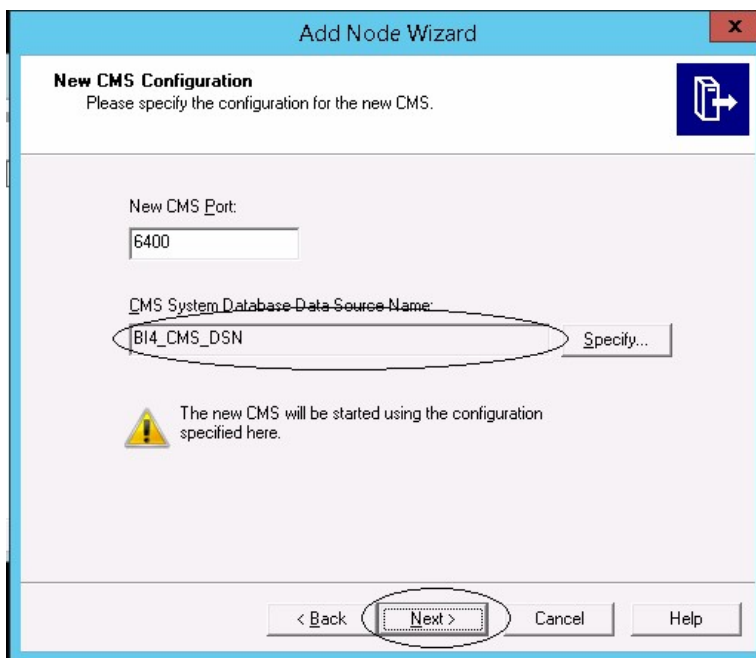 Add Node Wizard
x
New CMS Configuration
Please specify the configuration for the new CMS.
New CMS Port:
6400
CMS System Database Data Source Name:
BI4_CMS_DSN
Specify...
The new CMS will be started using the configuration
specified here.
< Back
Next >
Cancel
Help